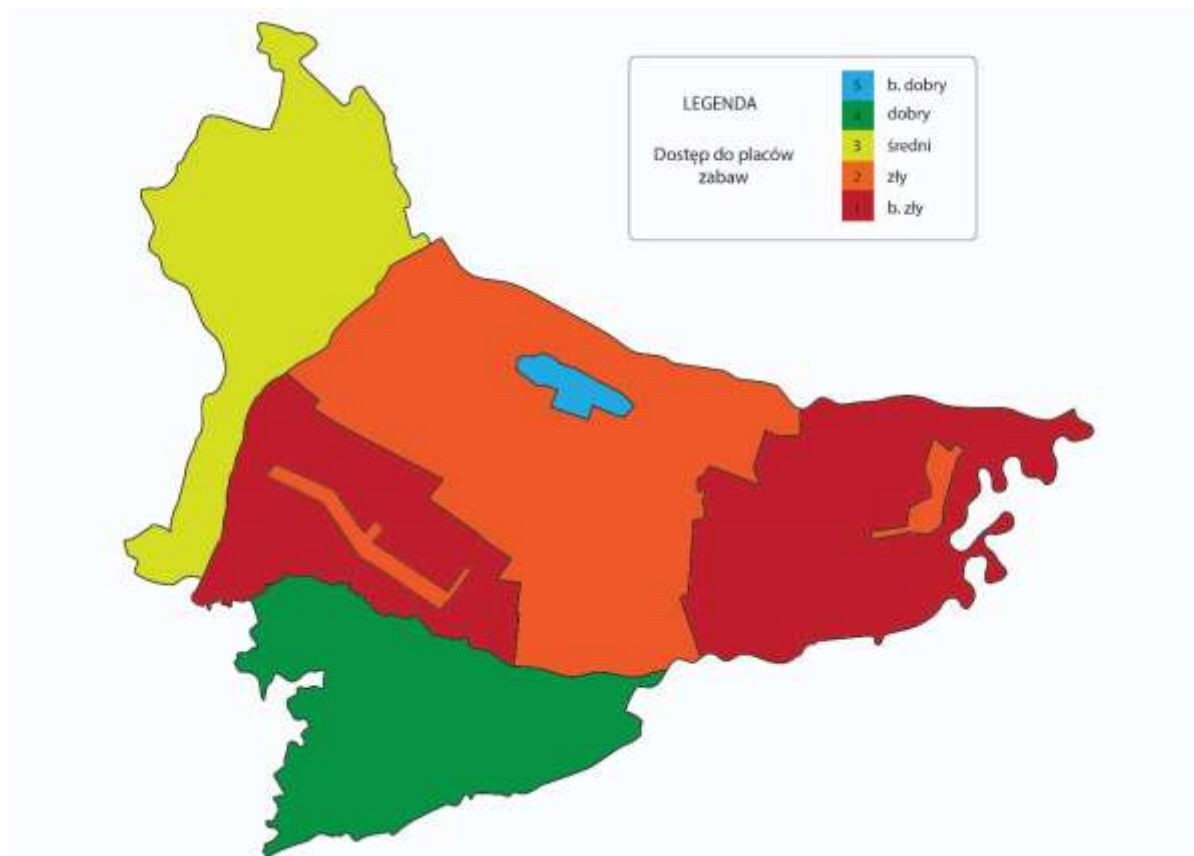 LEGENDA
Dostęp do placów
zabaw
5 b. dobry
4 dobry
3 średni
2 zły
1 b. zły